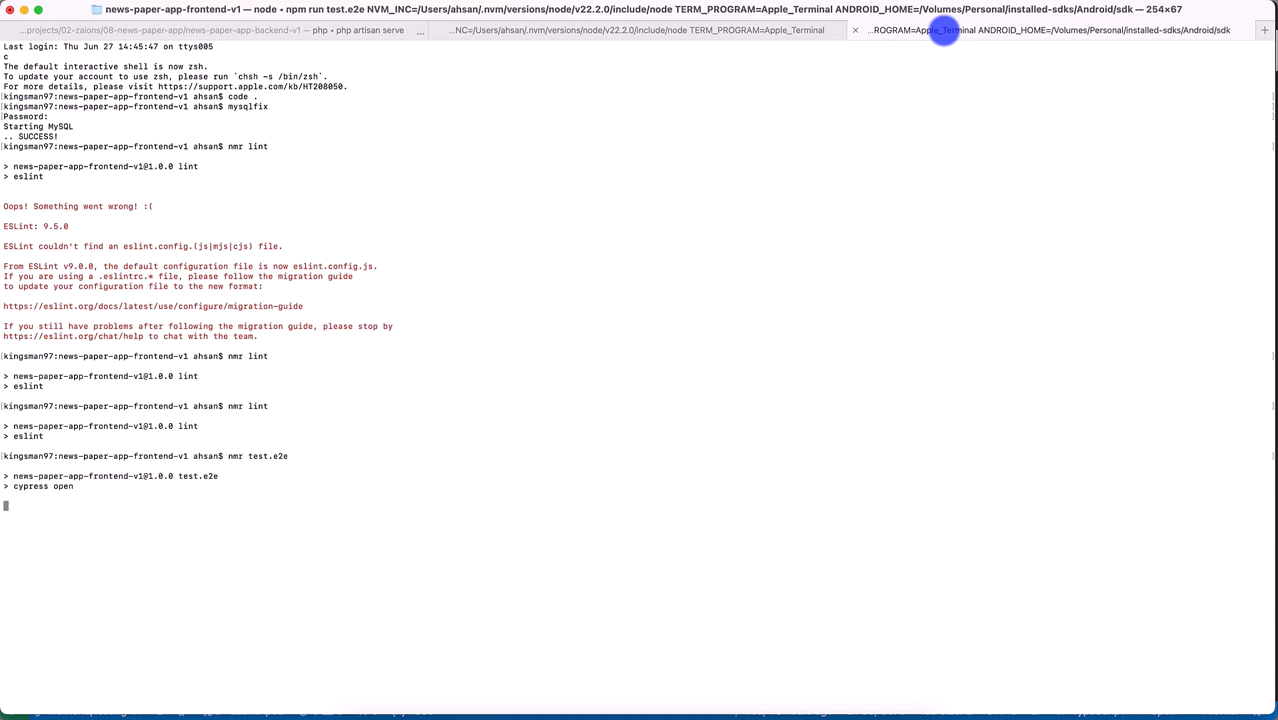 news-paper-app-frontend-v1 — node ◂ npm run test.e2e NVM_INC=/Users/ahsan/.nvm/versions/node/v22.2.0/include/node TERM_PROGRAM=Apple_Terminal ANDROID_HOME=/Volumes/Personal/installed-sdks/Android/sdk — 254×67
...projects/02-zaions/08-news-paper-app/news-paper-app-backend-v1 — php ◂ php artisan serve ...
...NC=/Users/ahsan/.nvm/versions/node/v22.2.0/include/node TERM_PROGRAM=Apple_Terminal
...ROGRAM=Apple_Terminal ANDROID_HOME=/Volumes/Personal/installed-sdks/Android/sdk
Last login: Thu Jun 27 14:45:47 on ttys005
c
The default interactive shell is now zsh.
To update your account to use zsh, please run `chsh -s /bin/zsh`.
For more details, please visit https://support.apple.com/kb/HT208050.
[kingsman97:news-paper-app-frontend-v1 ahsan$ code .
[kingsman97:news-paper-app-frontend-v1 ahsan$ mysqlfix
[Password:
Starting MySQL
.. SUCCESS!
[kingsman97:news-paper-app-frontend-v1 ahsan$ nmr lint
> news-paper-app-frontend-v1@1.0.0 lint
> eslint
Oops! Something went wrong! :(
ESLint: 9.5.0
ESLint couldn't find an eslint.config.(js|mjs|cjs) file.
From ESLint v9.0.0, the default configuration file is now eslint.config.js.
If you are using a .eslintrc.* file, please follow the migration guide
to update your configuration file to the new format:
https://eslint.org/docs/latest/use/configure/migration-guide
If you still have problems after following the migration guide, please stop by
https://eslint.org/chat/help to chat with the team.
[kingsman97:news-paper-app-frontend-v1 ahsan$ nmr lint
> news-paper-app-frontend-v1@1.0.0 lint
> eslint
[kingsman97:news-paper-app-frontend-v1 ahsan$ nmr lint
> news-paper-app-frontend-v1@1.0.0 lint
> eslint
[kingsman97:news-paper-app-frontend-v1 ahsan$ nmr test.e2e
> news-paper-app-frontend-v1@1.0.0 test.e2e
> cypress open